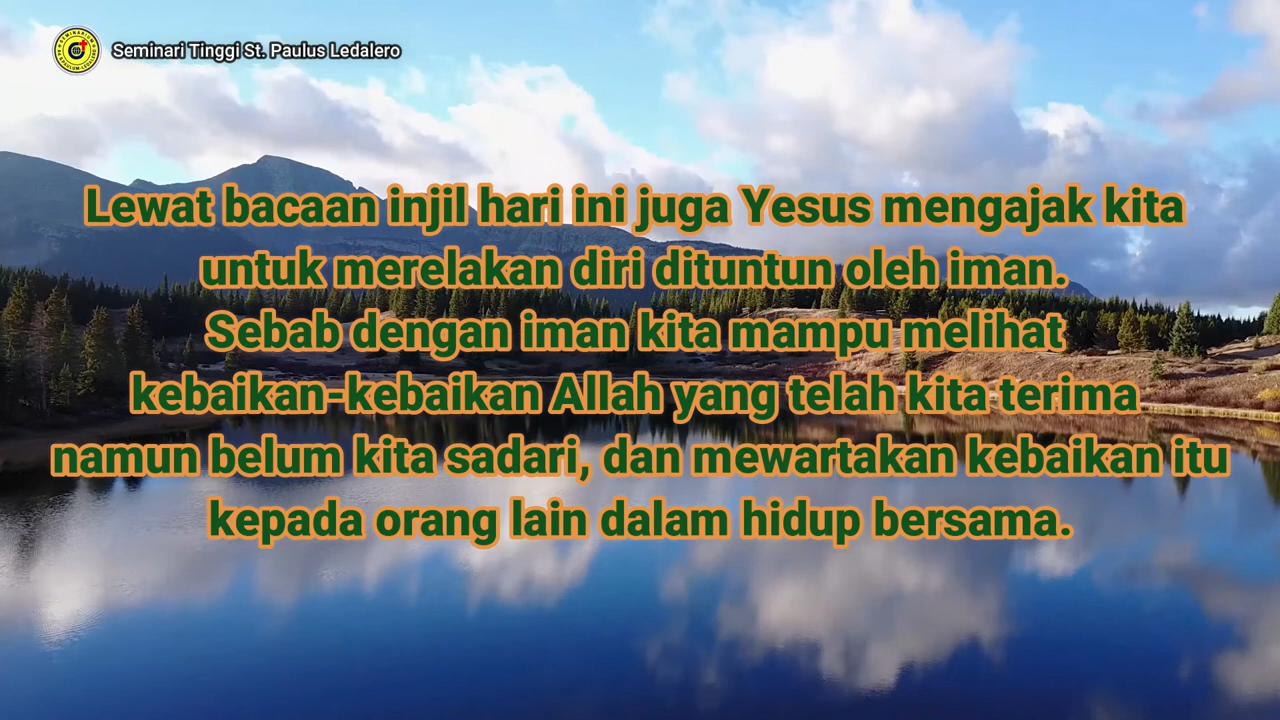 Seminari Tinggi St. Paulus Ledalero
Lewat bacaan injil hari ini juga Yesus mengajak kita
untuk merelakan diri dituntun oleh iman.
Sebab dengan iman kita mampu melihat
kebaikan-kebaikan Allah yang telah kita terima
namun belum kita sadari, dan mewartakan kebaikan itu
kepada orang lain dalam hidup bersama.